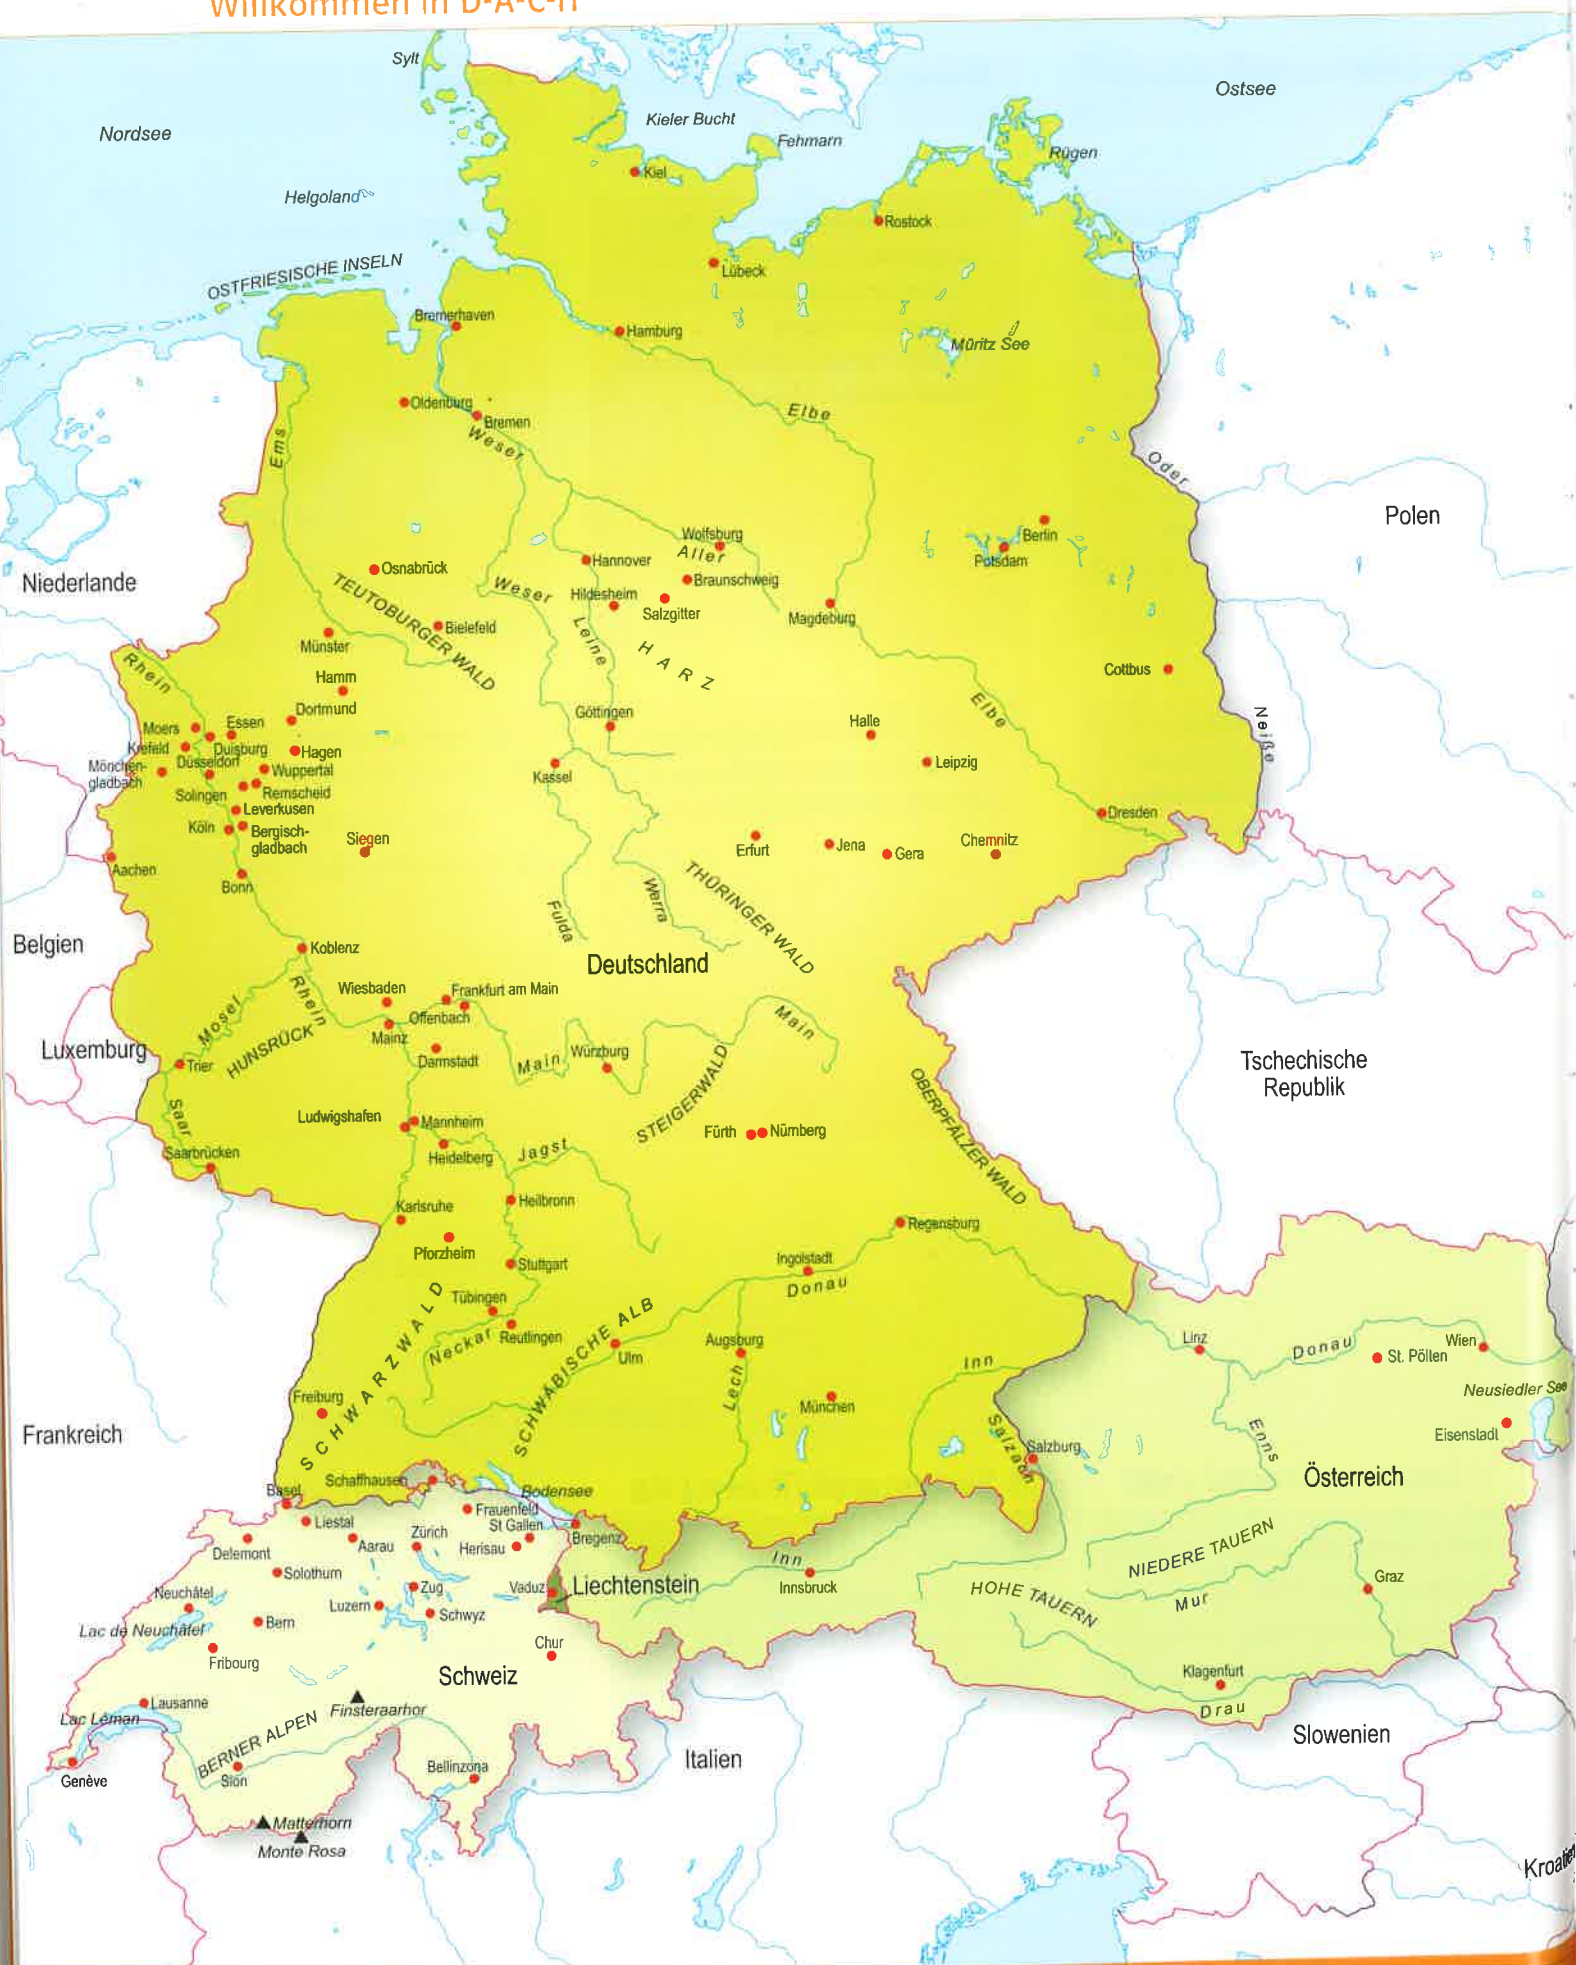 Willkommen in D-A-C-H
Sylt
Ostsee
Nordsee
Kieler Bucht
Fehmarn
Rügen
Kiel
Helgoland
Rostock
OSTFRIESISCHE INSELN
Lübeck
Bremerhaven
Hamburg
Müritz See
Oldenburg
Elbe
Bremen
Weser
Ems
Oder
Polen
Wolfsburg
Berlin
Aller
Hannover
Potsdam
Osnabrück
Niederlande
Braunschweig
TEUTOBURGER WALD
Weser
Hildesheim
Salzgitter
Magdeburg
Bielefeld
Leine
Münster
HARZ
Rhein
Cottbus
Hamm
Elbe
Dortmund
Göttingen
Neiße
Moers
Essen
Halle
Krefeld
Duisburg
Hagen
Düsseldorf
Leipzig
Mönchen-
gladbach
Wuppertal
Kassel
Solingen
Remscheid
Leverkusen
Dresden
Köln
Bergisch-
gladbach
Siegen
Erfurt
Jena
Gera
Chemnitz
Aachen
Bonn
THÜRINGER WALD
Werra
Fulda
Belgien
Koblenz
Deutschland
Wiesbaden
Frankfurt am Main
Rhein
Offenbach
Mosel
Main
Mainz
HUNSRÜCK
Luxemburg
Trier
Darmstadt
Main
Würzburg
Tschechische
Republik
STEIGERWALD
OBERPFÄLZER WALD
Saar
Ludwigshafen
Mannheim
Fürth
Nürnberg
Saarbrücken
Heidelberg
Jagst
Karlsruhe
Heilbronn
Regensburg
Pforzheim
Stuttgart
Ingolstadt
Donau
Tübingen
SCHWARZWALD
Neckar
Reutlingen
SCHWÄBISCHE ALB
Ulm
Augsburg
Linz
Donau
Wien
St. Pölten
Inn
Lech
Neusiedler See
Freiburg
München
Frankreich
Eisenstadt
Salzach
Salzburg
Enns
Österreich
Schaffhausen
Basel
Bodensee
Frauenfeld
Liestal
St Gallen
Zürich
Bregenz
Delemont
Aarau
Herisau
NIEDERE TAUERN
Inn
Solothurn
Innsbruck
Graz
Neuchâtel
Zug
Vaduz
Liechtenstein
HOHE TAUERN
Luzern
Schwyz
Mur
Bern
Lac de Neuchâtel
Chur
Fribourg
Schweiz
Klagenfurt
Lausanne
Finsteraarhor
Drau
Lac Léman
BERNER ALPEN
Slowenien
Italien
Bellinzona
Genève
Sion
Matterhorn
Monte Rosa